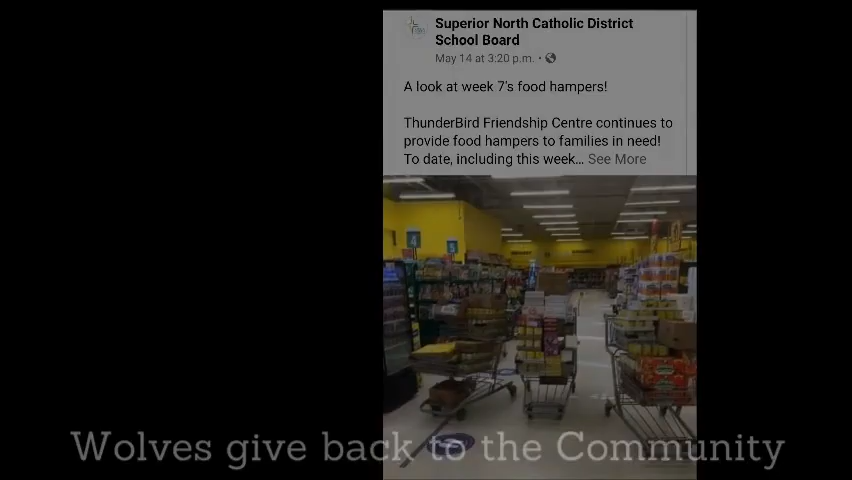 Superior North Catholic District
School Board
May 14 at 3:20 p.m. •
A look at week 7's food hampers!
ThunderBird Friendship Centre continues to
provide food hampers to families in need!
To date, including this week... See More
4
5
Wolves give back to the Community